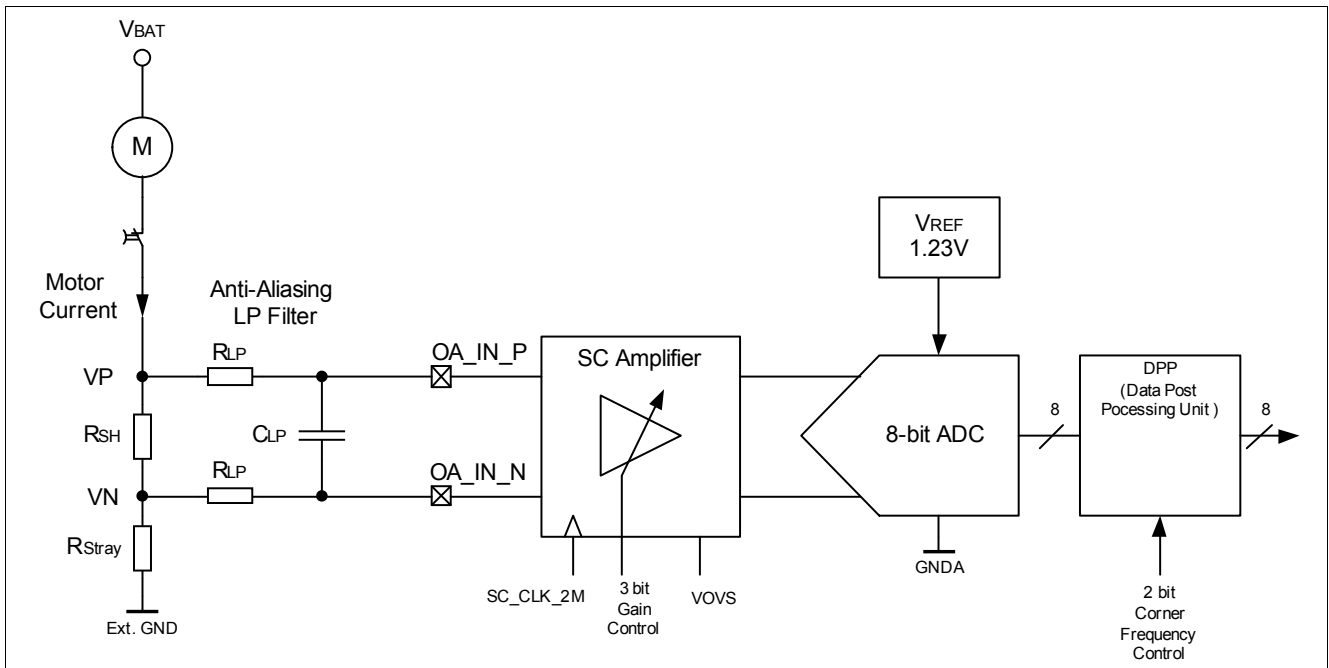 VBAT
M
VREF
1.23V
Motor
Current
Anti-Aliasing
LP Filter
RLP
OA_IN_P
SC Amplifier
DPP
(Data Post
Pocessing Unit )
VP
8
8
RSH
CLP
8-bit ADC
RLP
OA_IN_N
VN
RStray
GNDA
SC_CLK_2M
3 bit
Gain
Control
VOVS
2 bit
Corner
Frequency
Control
Ext. GND